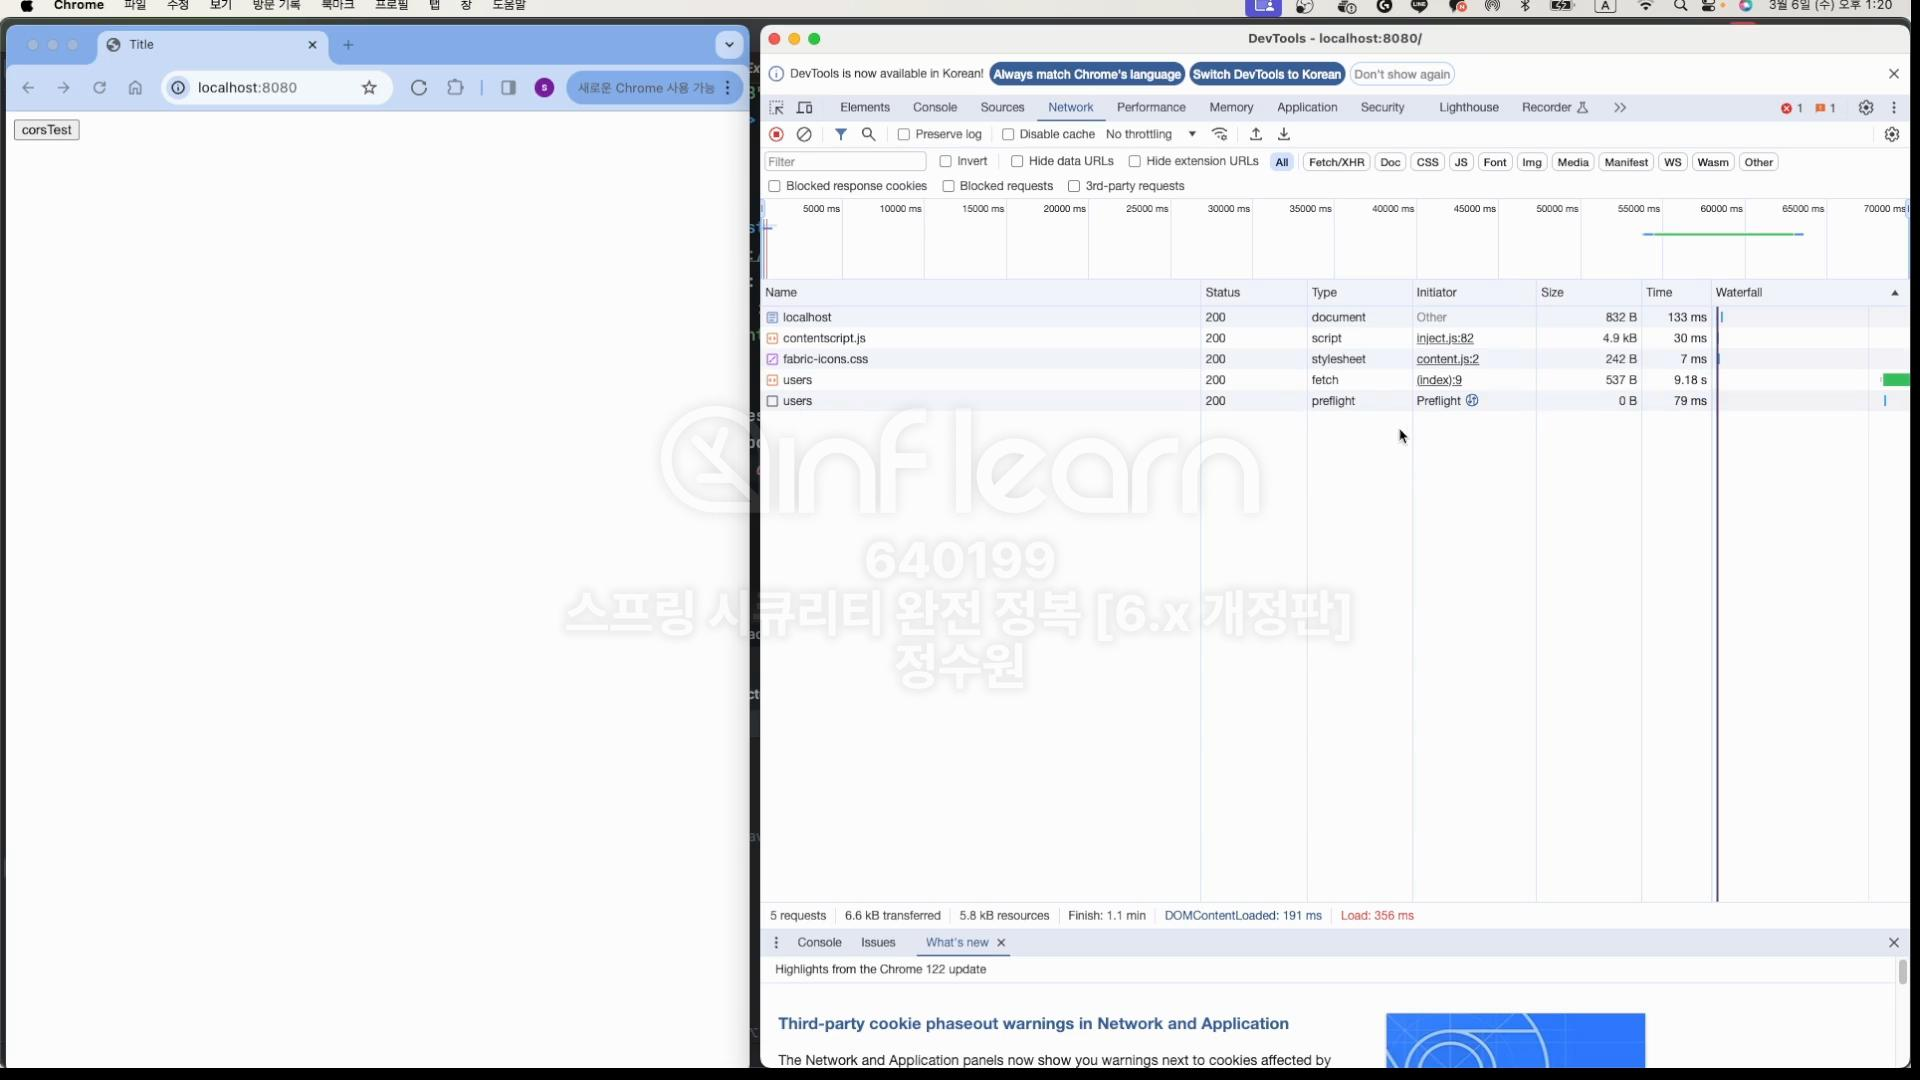 Chrome 파일 수정 보기 방문 기록 북마크 프로필 탭 창 도움말
A 3월 6일 (수) 오후 1:20
Title
localhost:8080
S
새로운 Chrome 사용 가능
corsTest
DevTools - localhost:8080/
DevTools is now available in Korean! Always match Chrome's language Switch DevTools to Korean Don't show again
Elements Console Sources Network Performance Memory Application Security Lighthouse Recorder 1 1
Preserve log Disable cache No throttling
Filter Invert Hide data URLs Hide extension URLs All Fetch/XHR Doc CSS JS Font Img Media Manifest WS Wasm Other
Blocked response cookies Blocked requests 3rd-party requests
5000 ms 10000 ms 15000 ms 20000 ms 25000 ms 30000 ms 35000 ms 40000 ms 45000 ms 50000 ms 55000 ms 60000 ms 65000 ms 70000 ms
Name Status Type Initiator Size Time Waterfall
localhost 200 document Other 832 B 133 ms
contentscript.js 200 script inject.js:82 4.9 kB 30 ms
fabric-icons.css 200 stylesheet content.js:2 242 B 7 ms
users 200 fetch (index):9 537 B 9.18 s
users 200 preflight Preflight 0 B 79 ms
inflearn
640199
스프링 시큐리티 완전 정복 [6.x 개정판]
정수원
5 requests 6.6 kB transferred 5.8 kB resources Finish: 1.1 min DOMContentLoaded: 191 ms Load: 356 ms
Console Issues What's new
Highlights from the Chrome 122 update
Third-party cookie phaseout warnings in Network and Application
The Network and Application panels now show you warnings next to cookies affected by